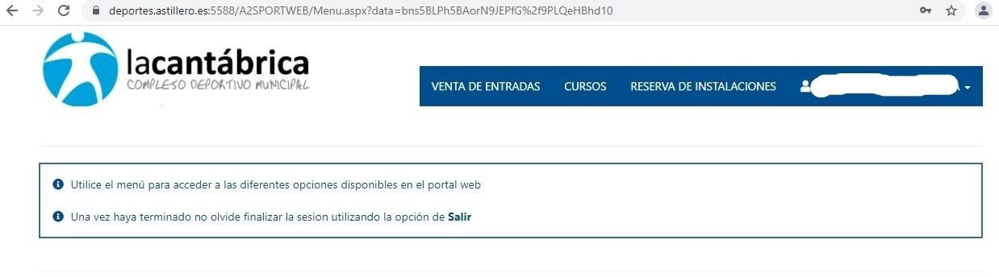 deportes.astillero.es:5588/A2SPORTWEB/Menu.aspx?data=bns5BLPh5BAorN9JEPfG%2f9PLQeHBhd10
lacantábrica
COMPLEJO DEPORTIVO MUNICIPAL
VENTA DE ENTRADAS CURSOS RESERVA DE INSTALACIONES
Utilice el menú para acceder a las diferentes opciones disponibles en el portal web
Una vez haya terminado no olvide finalizar la sesion utilizando la opción de Salir